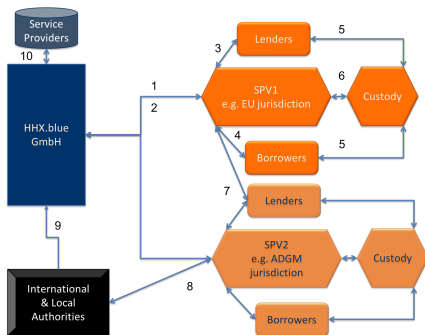 Service
Providers
10
HHX.blue
GmbH
1
2
3
Lenders
5
SPV1
e.g. EU jurisdiction
6
Custody
4
Borrowers
5
7
Lenders
SPV2
e.g. ADGM
jurisdiction
Custody
8
Borrowers
9
International
& Local
Authorities